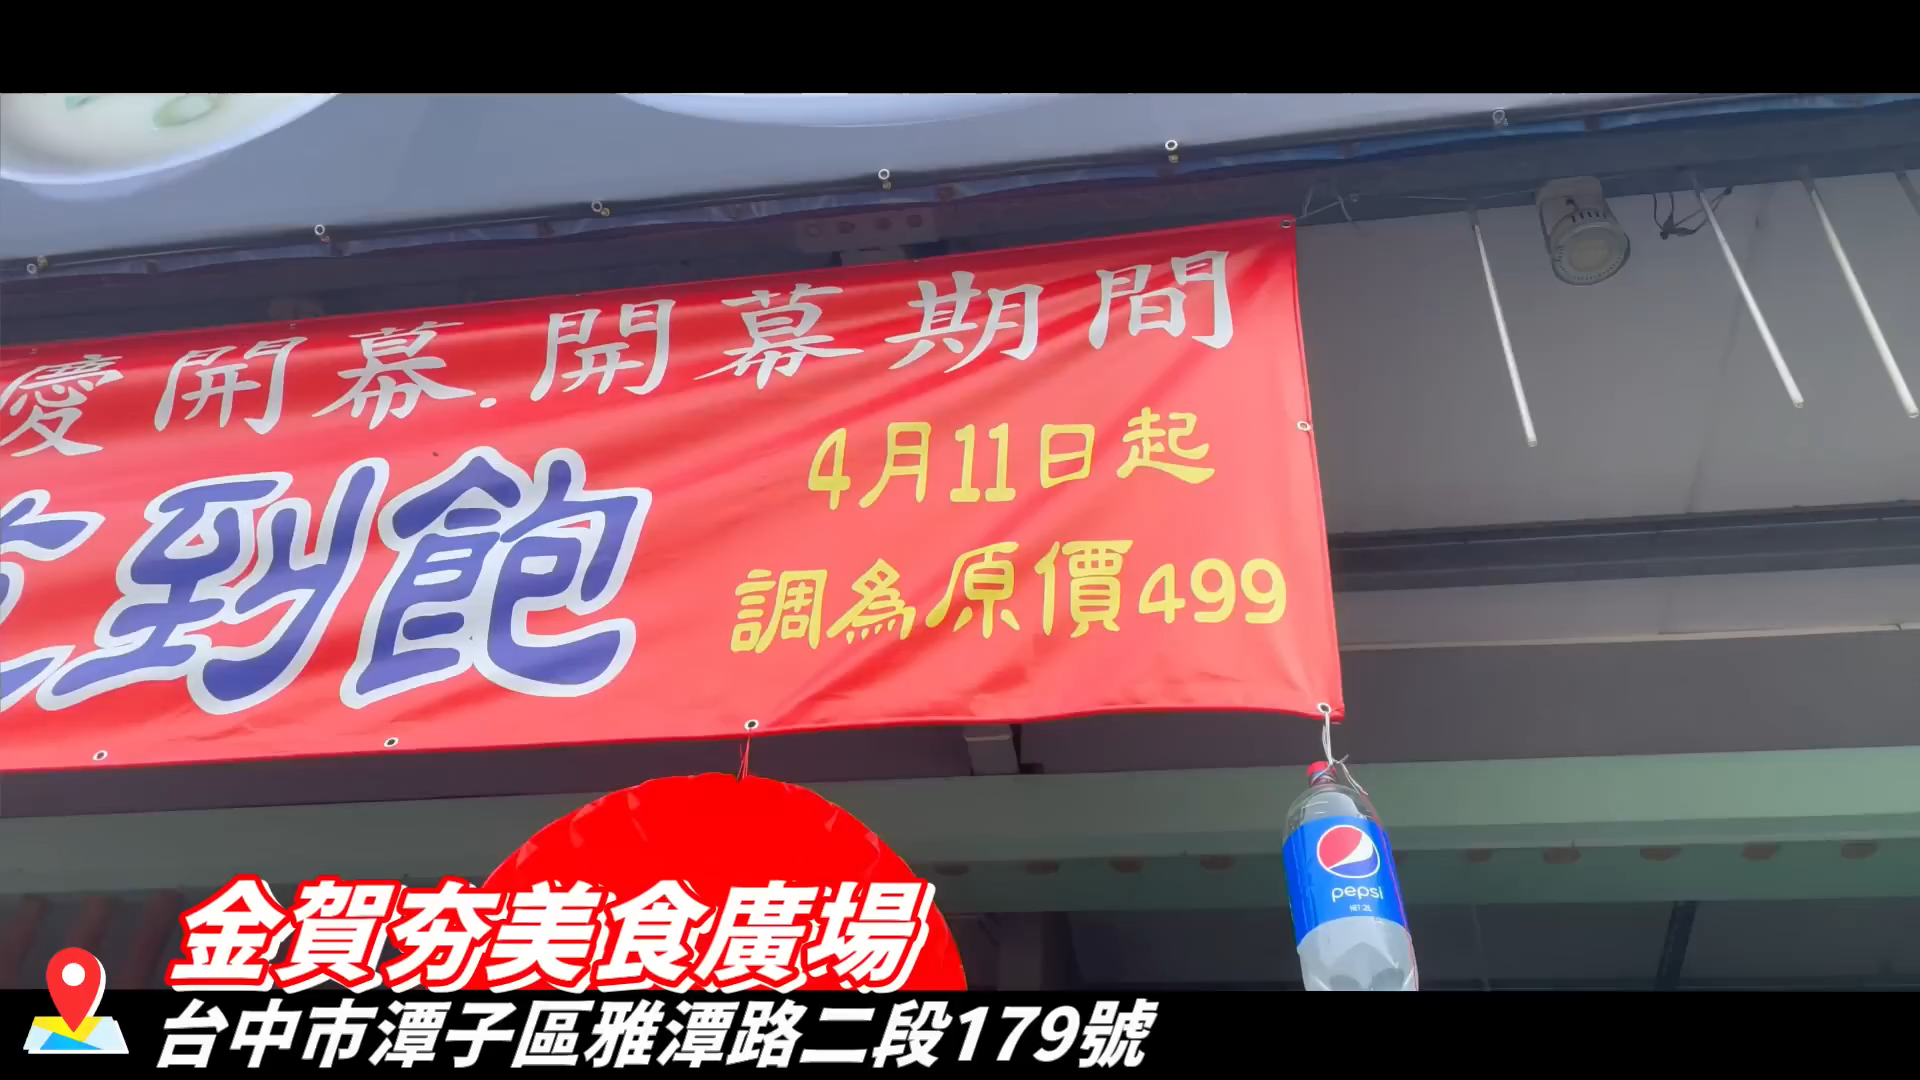 慶開幕.開幕期間
到飽
4月11日起
調為原價499
pepsi
金賀夯美食廣場
台中市潭子區雅潭路二段179號